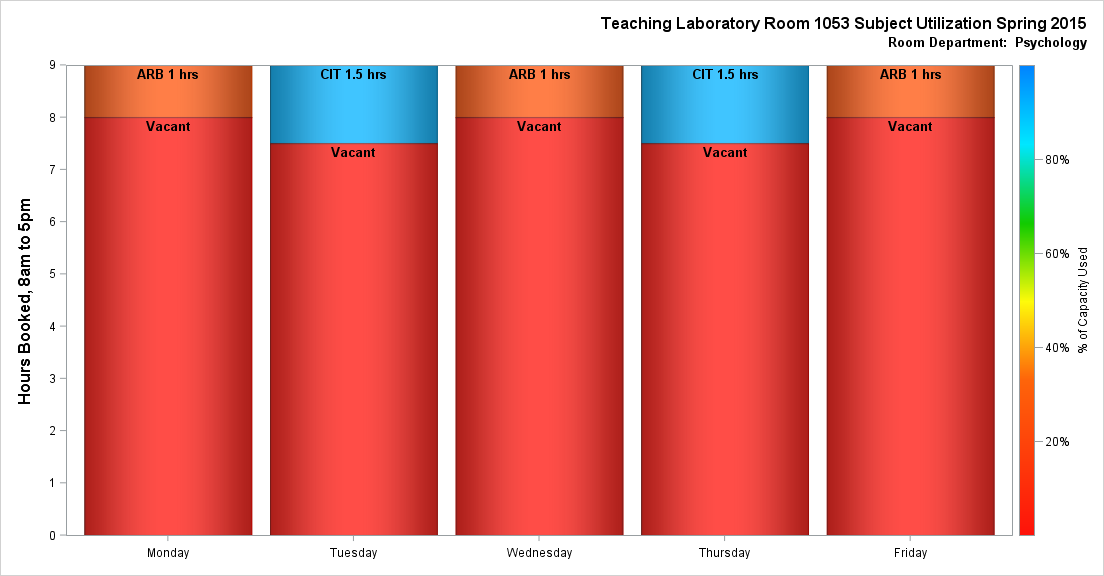 Teaching Laboratory Room 1053 Subject Utilization Spring 2015
Room Department: Psychology
Hours Booked, 8am to 5pm
9
8
7
6
5
4
3
2
1
0
ARB 1 hrs
Vacant
CIT 1.5 hrs
Vacant
ARB 1 hrs
Vacant
CIT 1.5 hrs
Vacant
ARB 1 hrs
Vacant
Monday
Tuesday
Wednesday
Thursday
Friday
80%
60%
40%
20%
% of Capacity Used